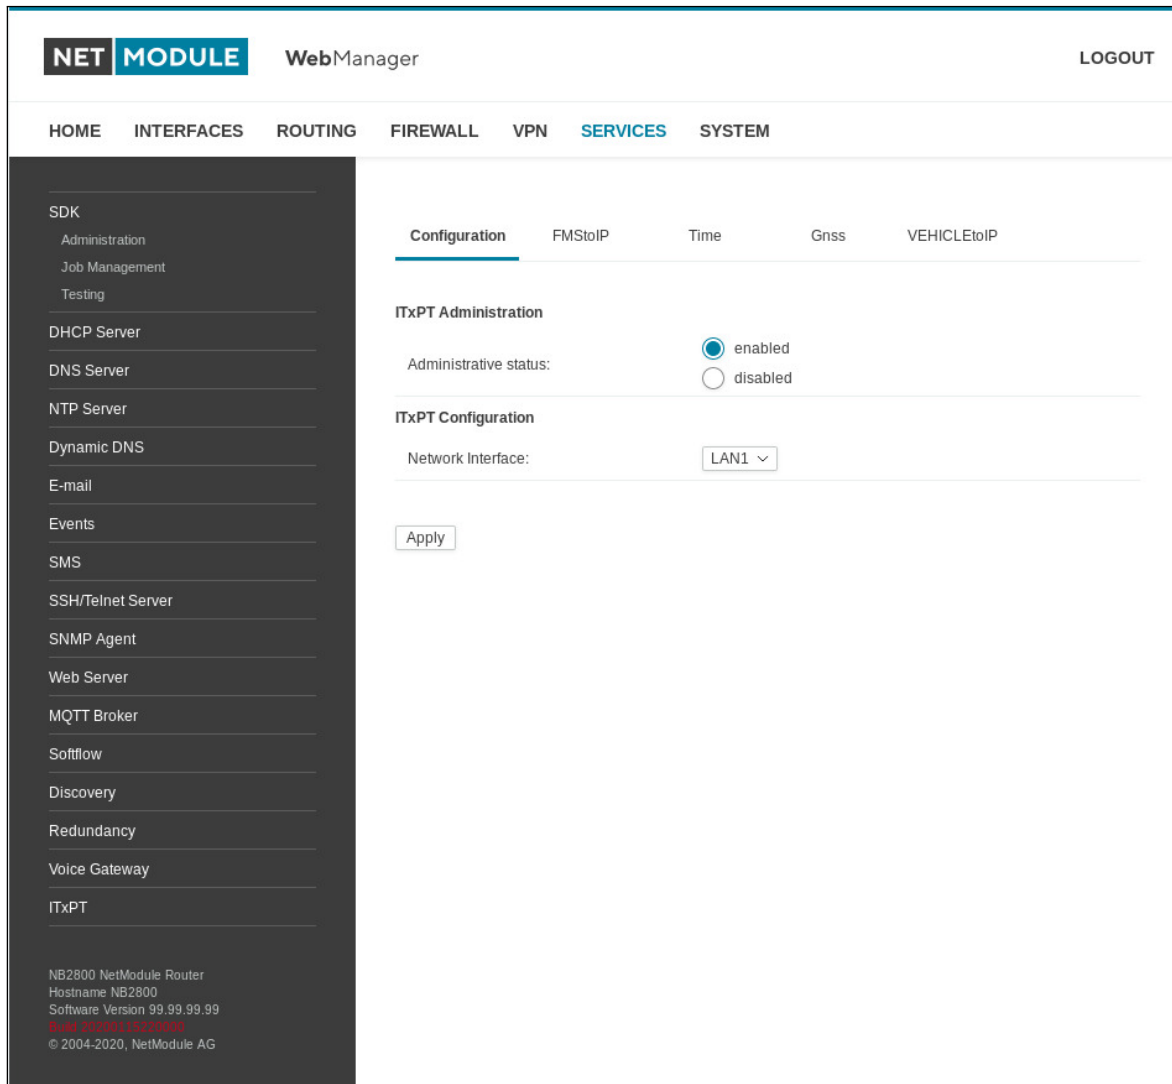 NET MODULE WebManager LOGOUT
HOME INTERFACES ROUTING FIREWALL VPN SERVICES SYSTEM
SDK
Administration
Job Management
Testing
DHCP Server
DNS Server
NTP Server
Dynamic DNS
E-mail
Events
SMS
SSH/Telnet Server
SNMP Agent
Web Server
MQTT Broker
Softflow
Discovery
Redundancy
Voice Gateway
ITxPT
NB2800 NetModule Router
Hostname NB2800
Software Version 99.99.99.99
Build
© 2004-2020, NetModule AG
Configuration FMStoIP Time Gnss VEHICLEtoIP
ITxPT Administration
Administrative status:
enabled
disabled
ITxPT Configuration
Network Interface: LAN1
Apply